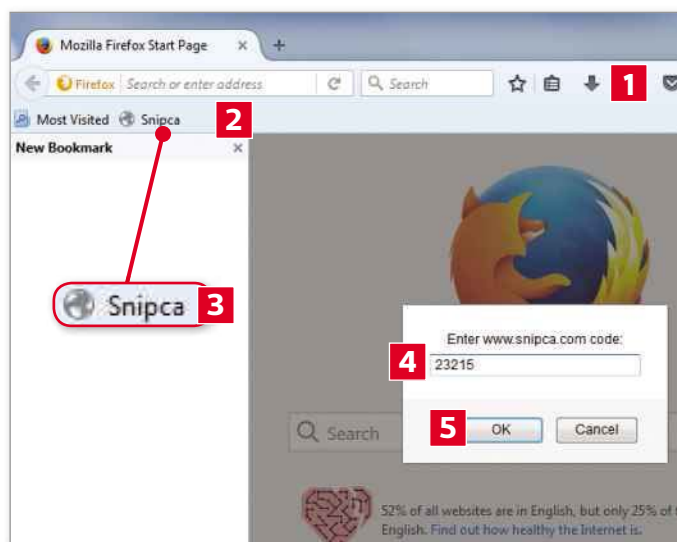 Mozilla Firefox Start Page
Firefox Search or enter address
Search
1
Most Visited Snipca
2
New Bookmark
Snipca
3
Enter www.snipca.com code:
4
23215
5
OK Cancel
Search
52% of all websites are in English, but only 25% of
English. Find out how healthy the Internet is.